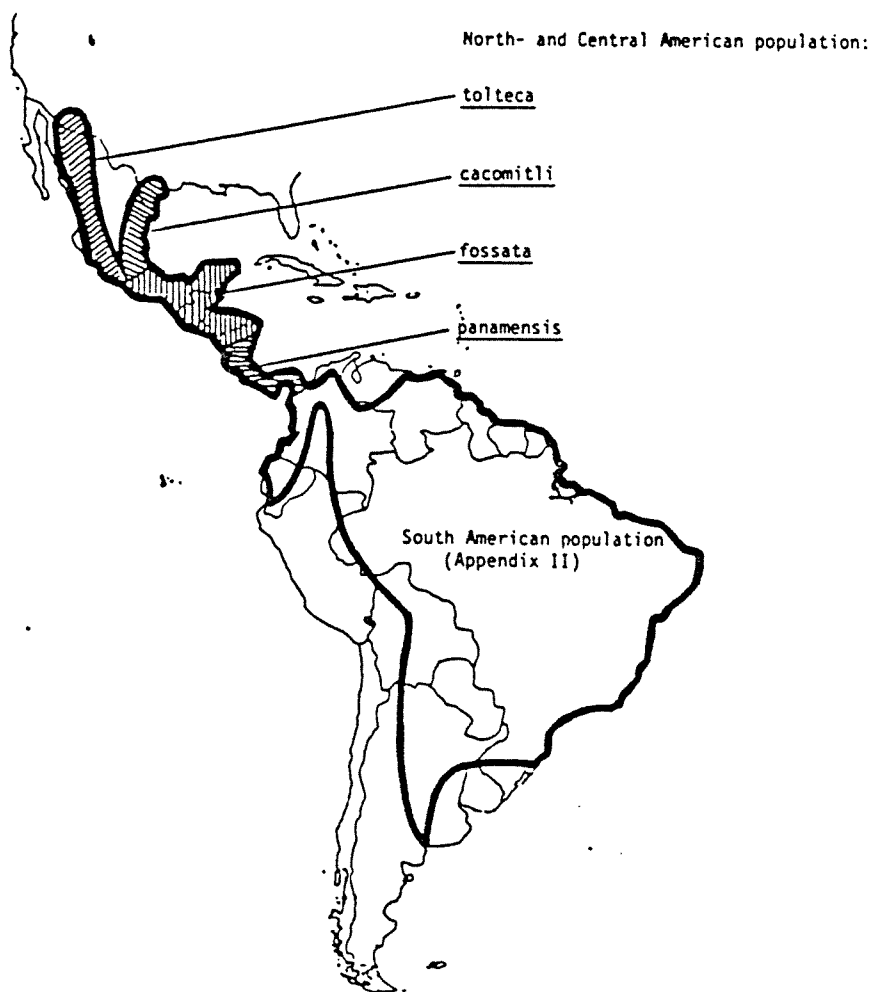 North- and Central American population:
tolteca
cacomitli
fossata
panamensis
South American population
(Appendix II)